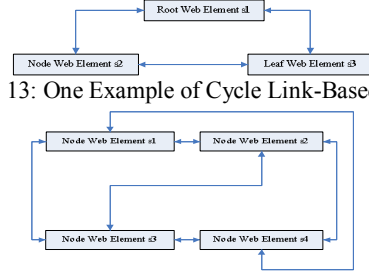 Root Web Element s1
Node Web Element s2 Leaf Web Element s3
13: One Example of Cycle Link-Base
Node Web Element s1 Node Web Element s2
Node Web Element s3 Node Web Element s4